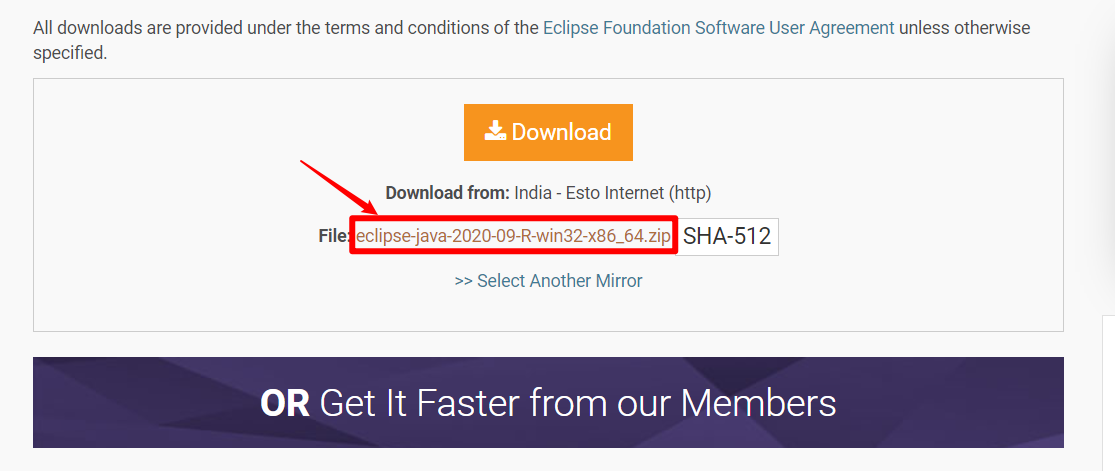 All downloads are provided under the terms and conditions of the Eclipse Foundation Software User Agreement unless otherwise
specified.
Download
Download from: India - Esto Internet (http)
File: eclipse-java-2020-09-R-win32-x86_64.zip SHA-512
>> Select Another Mirror
OR Get It Faster from our Members